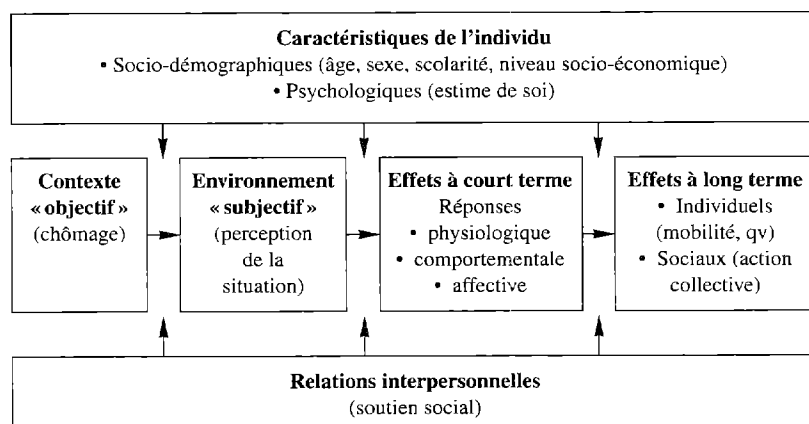 Caractéristiques de l'individu
▪ Socio-démographiques (âge, sexe, scolarité, niveau socio-économique)
• Psychologiques (estime de soi)
Contexte
« objectif »
(chômage)
Environnement
« subjectif »
(perception
de la
situation)
Effets à court terme
Réponses
• physiologique
• comportementale
• affective
Effets à long terme
• Individuels
(mobilité, qv)
• Sociaux (action
collective)
Relations interpersonnelles
(soutien social)